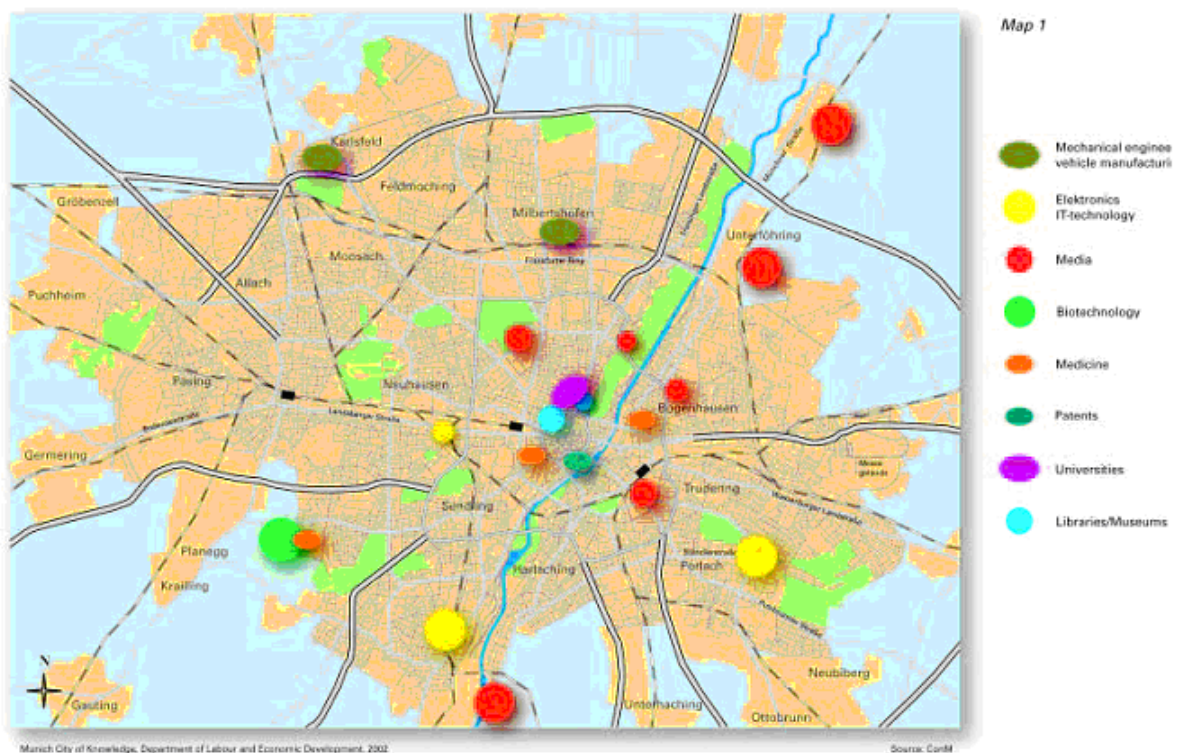 Map 1
Mechanical enginee
vehicle manufacturi
Elektronics
IT-technology
Media
Biotechnology
Medicine
Patents
Universities
Libraries/Museums
Karlsfeld
Feldmoching
Gröbenzell
Milbertshofen
Unterföhring
Moosach
Allach
Puchheim
Pasing
Neuhausen
Bogenhausen
Landsberger Straße
Germering
Sendling
Trudering
Planegg
Krailling
Harlaching
Perlach
Neubiberg
N
Gauting
Unterhaching
Ottobrunn
Munich City of Knowledge, Department of Labour and Economic Development, 2002
Source: ConM